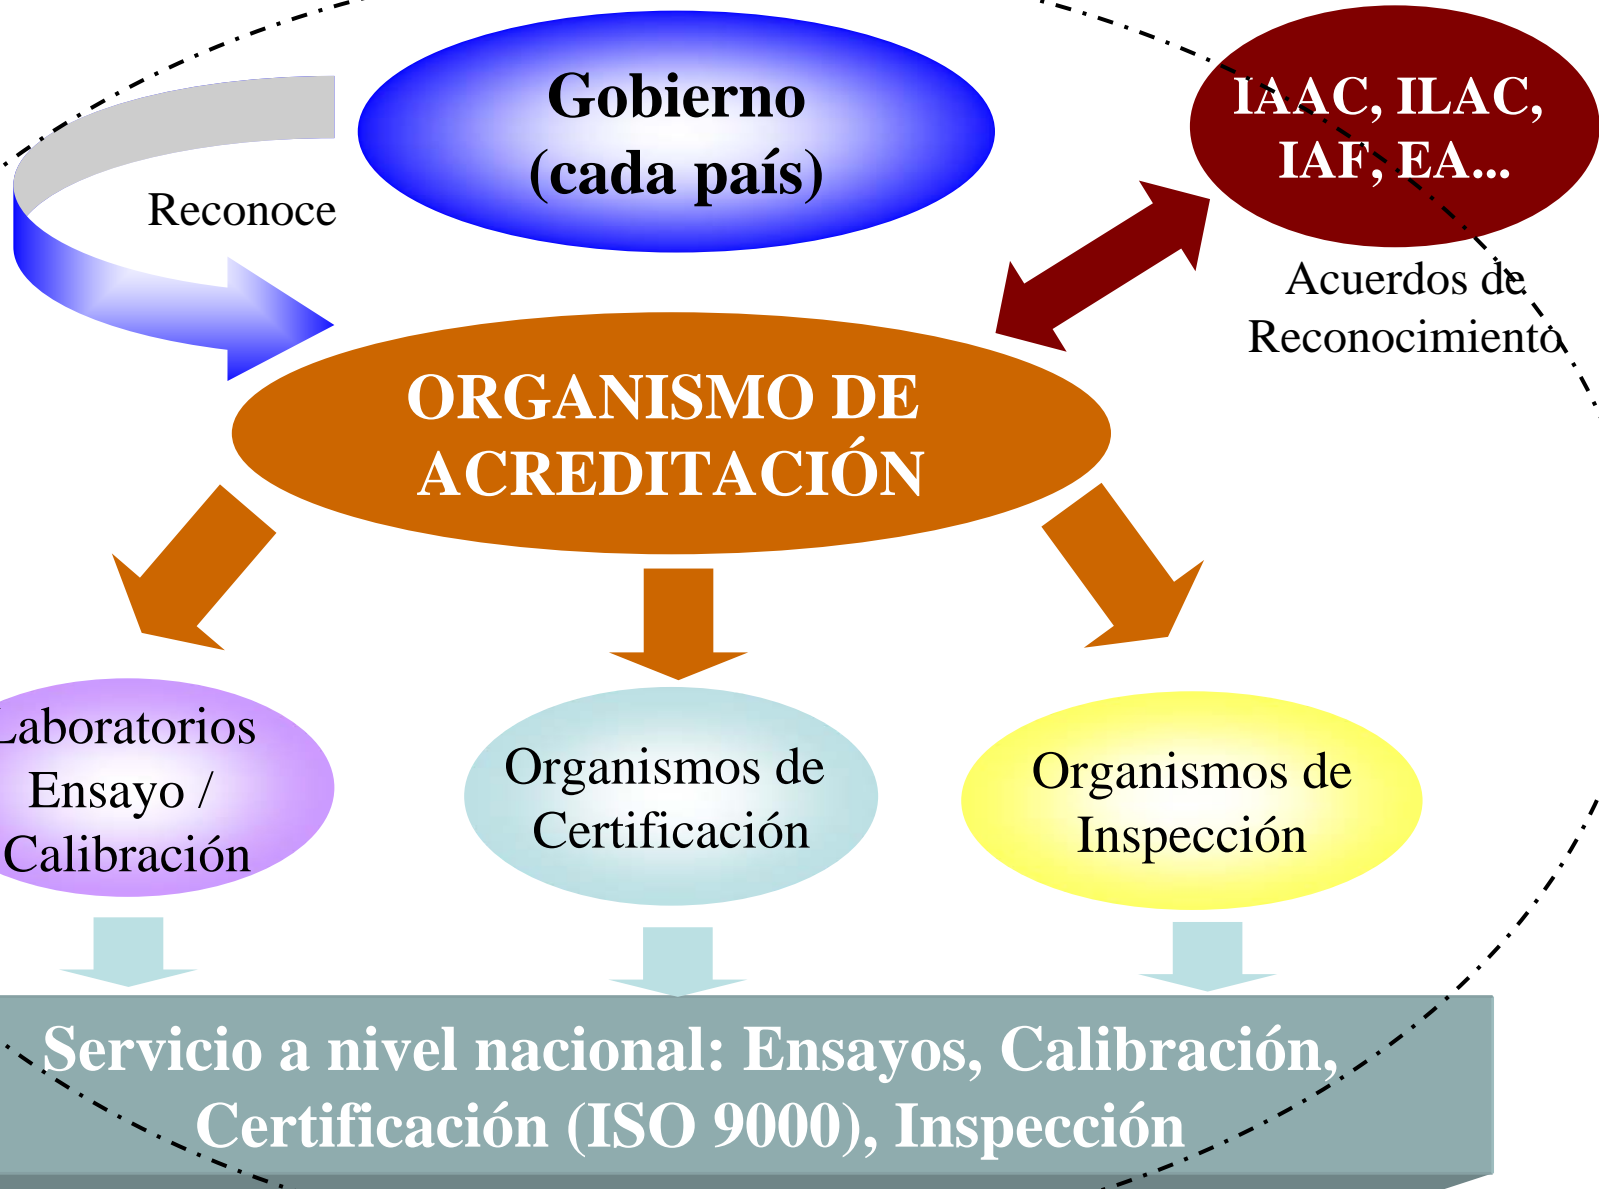 Gobierno
(cada país)
IAAC, ILAC,
IAF, EA...
Reconoce
Acuerdos de
Reconocimiento
ORGANISMO DE
ACREDITACIÓN
Laboratorios
Ensayo /
Calibración
Organismos de
Certificación
Organismos de
Inspección
Servicio a nivel nacional: Ensayos, Calibración,
Certificación (ISO 9000), Inspección